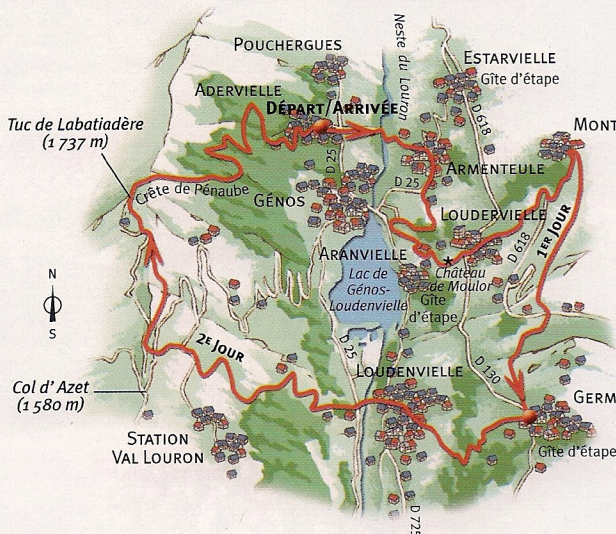 POUCHERGUES
Neste du Louron
ESTARVIELLE
Gîte d'étape
ADERVIELLE
DÉPART/ARRIVÉE
D 618
Tuc de Labatiadère
(1 737 m)
MONT
D 25
ARMENTEULE
Crête de Pénaube
D 25
GÉNOS
LOUDERVIELLE
D 618
1ER JOUR
ARANVIELLE
Château
de Moulor
Lac de
Génos-
Loudenvielle
Gîte
d'étape
N
S
2E JOUR
D 25
D 130
LOUDENVIELLE
Col d'Azet
(1 580 m)
GERM
STATION
VAL LOURON
Gîte d'étape
D 725